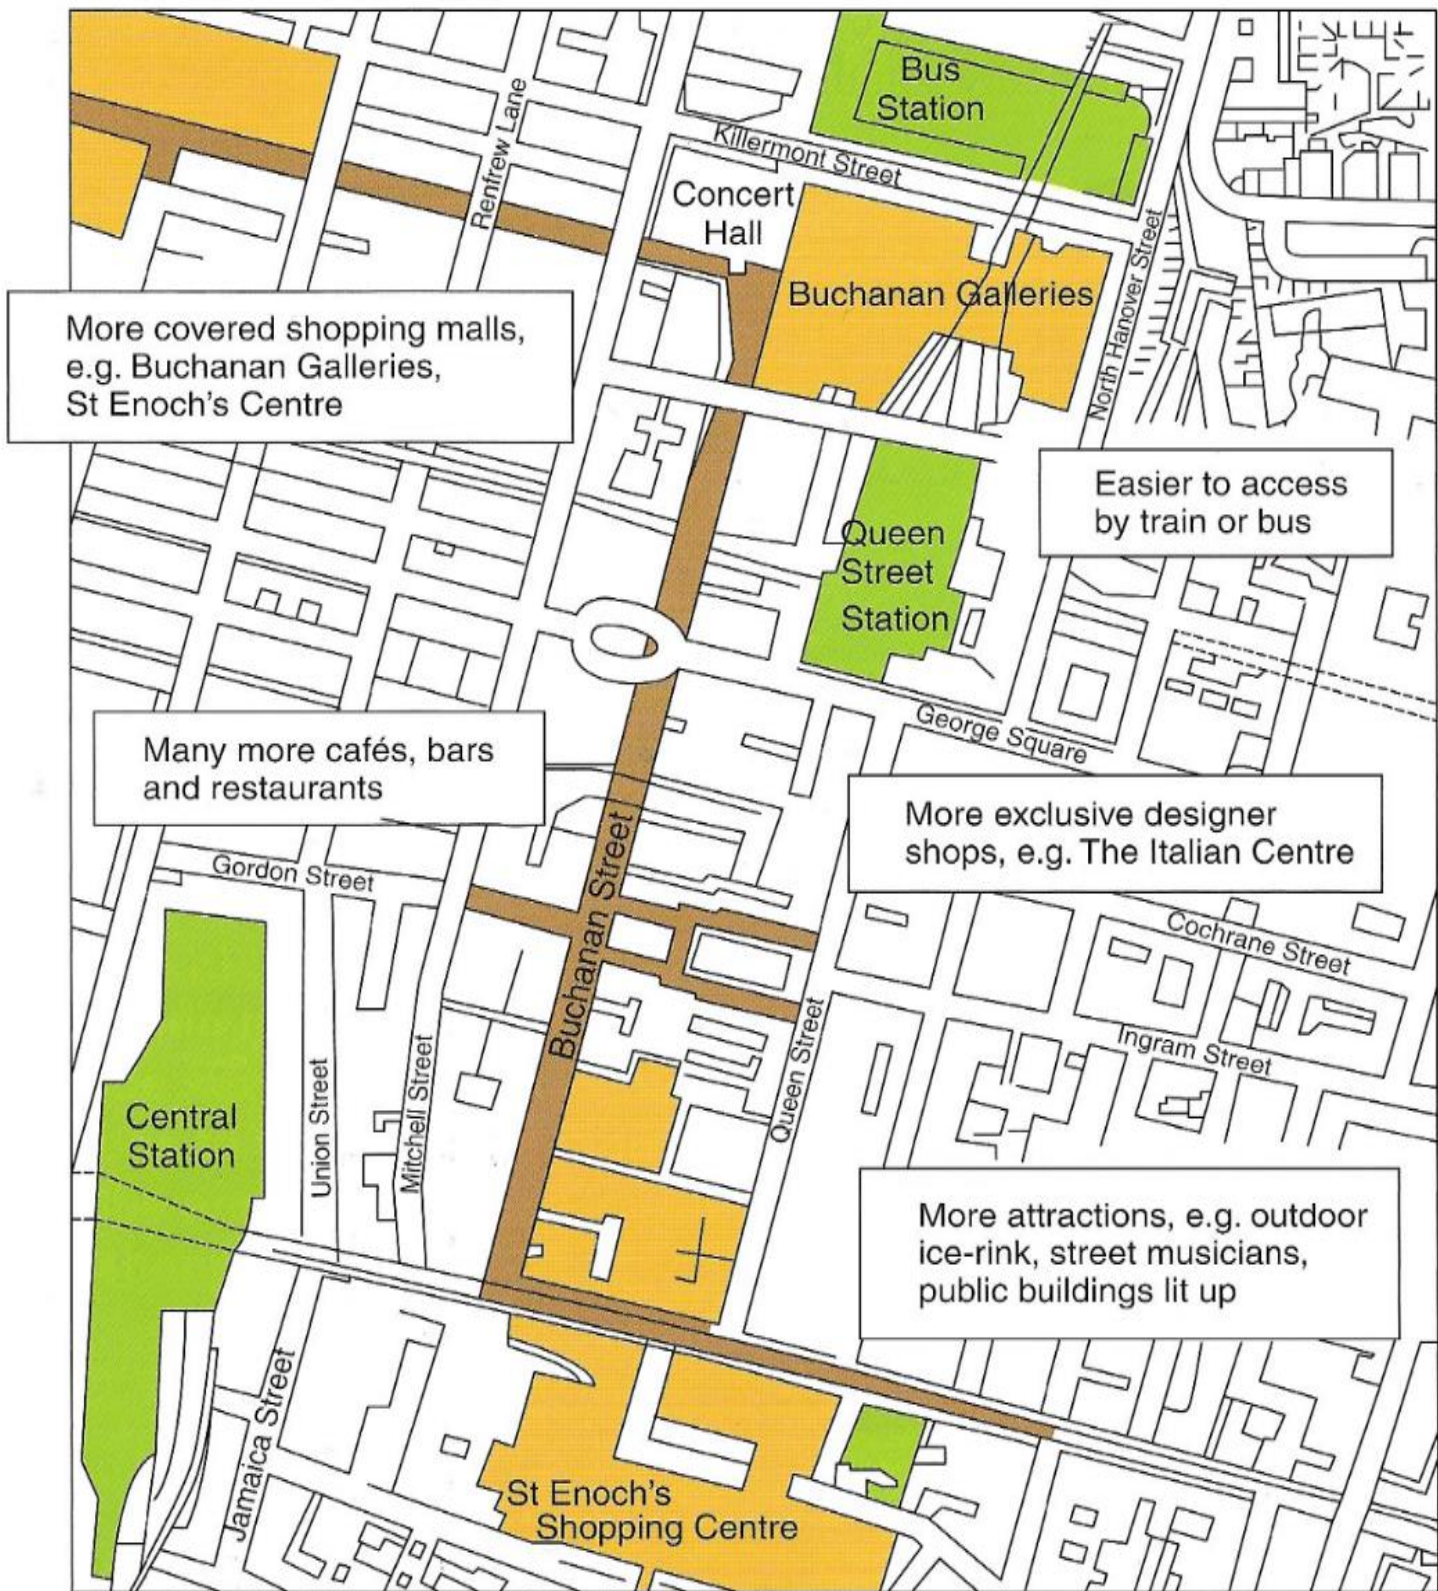 Bus
Station
Killermont Street
Renfrew Lane
Concert
Hall
Buchanan Galleries
North Hanover Street
More covered shopping malls,
e.g. Buchanan Galleries,
St Enoch's Centre
Easier to access
by train or bus
Queen
Street
Station
George Square
Many more cafés, bars
and restaurants
More exclusive designer
shops, e.g. The Italian Centre
Gordon Street
Buchanan Street
Cochrane Street
Ingram Street
Queen Street
Central
Station
Union Street
Mitchell Street
More attractions, e.g. outdoor
ice-rink, street musicians,
public buildings lit up
Jamaica Street
St Enoch's
Shopping Centre